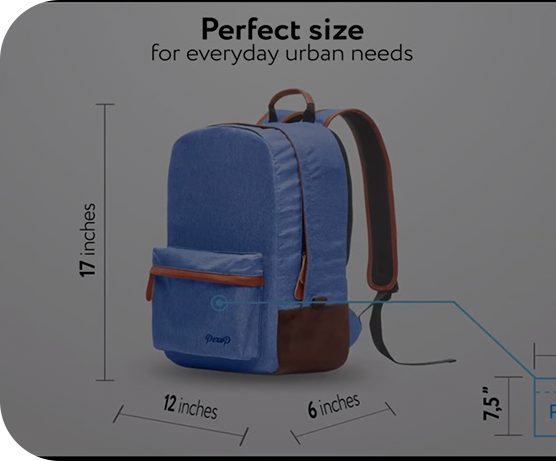 Perfect size
for everyday urban needs
17 inches
12 inches
6 inches
7,5"